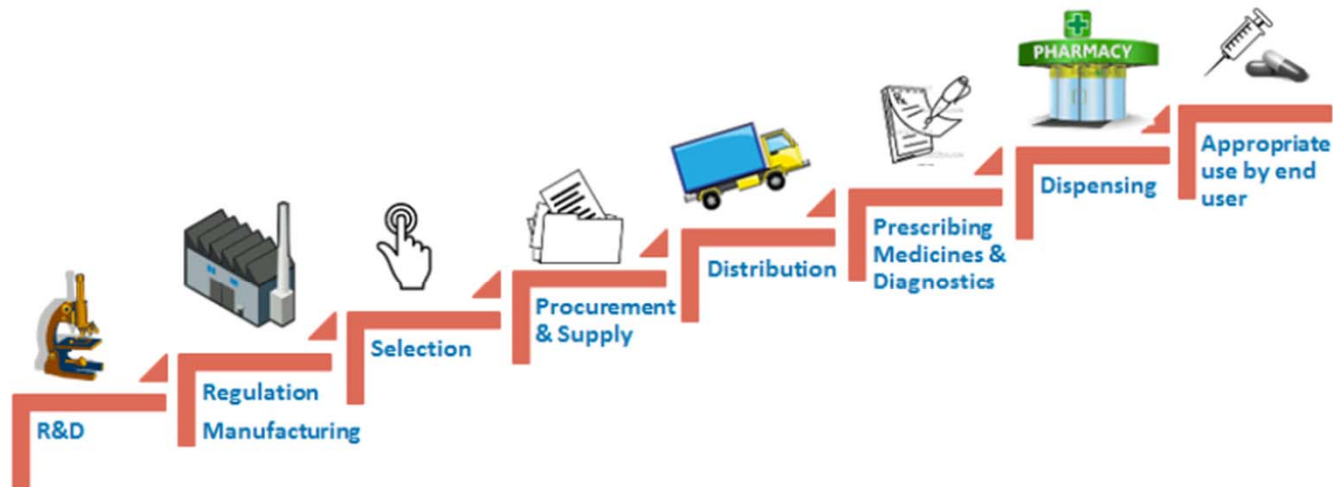 R&D
Regulation
Manufacturing
Selection
Procurement
& Supply
Distribution
Prescribing
Medicines &
Diagnostics
PHARMACY
Dispensing
Appropriate
use by end
user